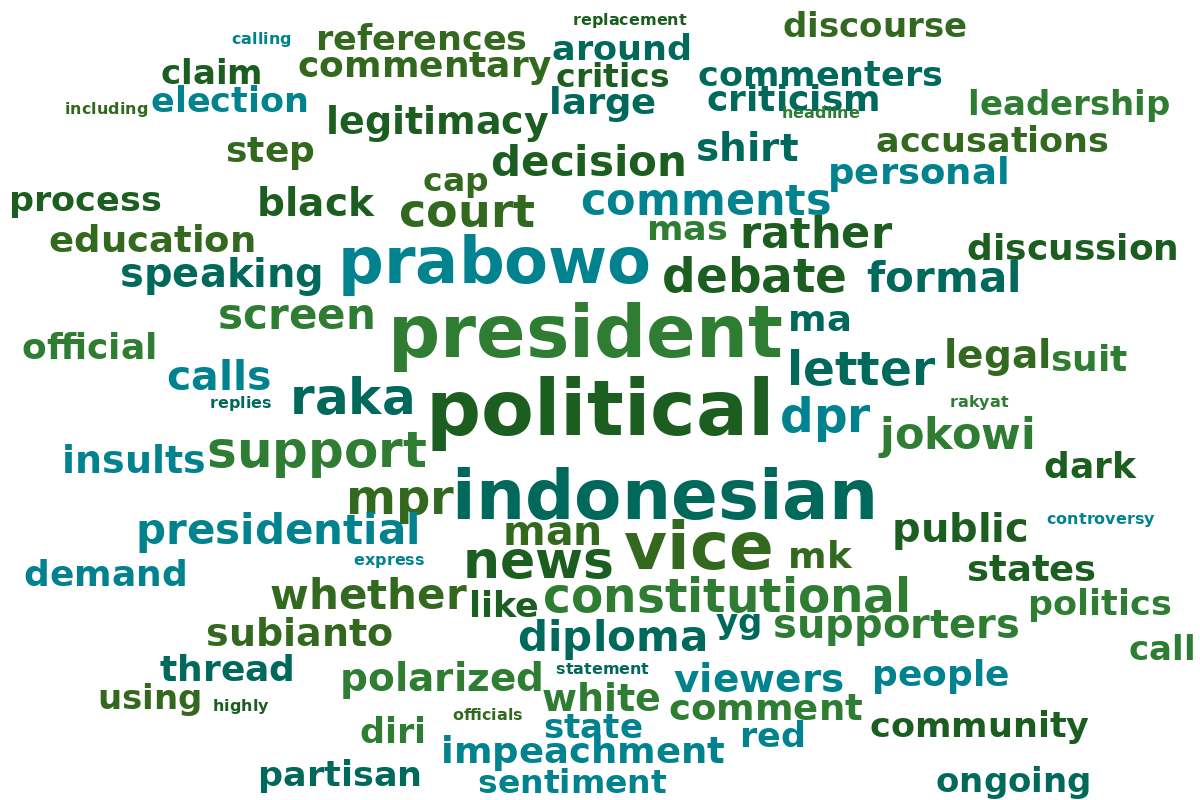 replacement
discourse
calling
references
around
commentary
critics
commenters
claim
including
election
large
criticism
headline
leadership
legitimacy
step
decision
shirt
accusations
personal
cap
process
black
court
comments
mas
rather
education
discussion
speaking
prabowo
debate
formal
screen
president
ma
official
letter
legal
suit
calls
replies
raka
political
dpr
rakyat
jokowi
insults
support
dark
mpr
indonesian
presidential
man
vice
public
controversy
express
news
mk
demand
states
whether
like
constitutional
politics
subianto
diploma
yg
supporters
call
thread
polarized
statement
viewers
people
using
highly
white
comment
diri
officials
state
red
community
impeachment
partisan
sentiment
ongoing